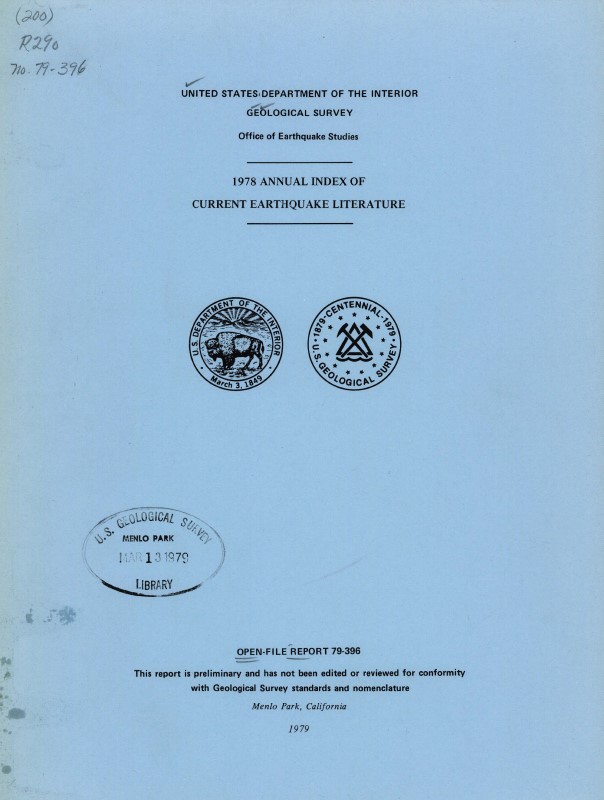 (200)
R290
no. 79-396
UNITED STATES DEPARTMENT OF THE INTERIOR
GEOLOGICAL SURVEY
Office of Earthquake Studies
1978 ANNUAL INDEX OF
CURRENT EARTHQUAKE LITERATURE
U.S. DEPARTMENT OF THE INTERIOR
March 3, 1849
1879-CENTENNIAL-1979
U.S. GEOLOGICAL SURVEY
U.S. GEOLOGICAL SURVEY
MENLO PARK
MAR 13 1979
LIBRARY
OPEN-FILE REPORT 79-396
This report is preliminary and has not been edited or reviewed for conformity
with Geological Survey standards and nomenclature
Menlo Park, California
1979